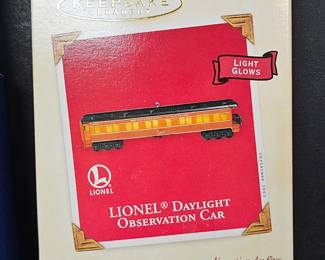 KEEPSAKE
LIGHT
GLOWS
LIONEL
LIONEL® DAYLIGHT
OBSERVATION CAR